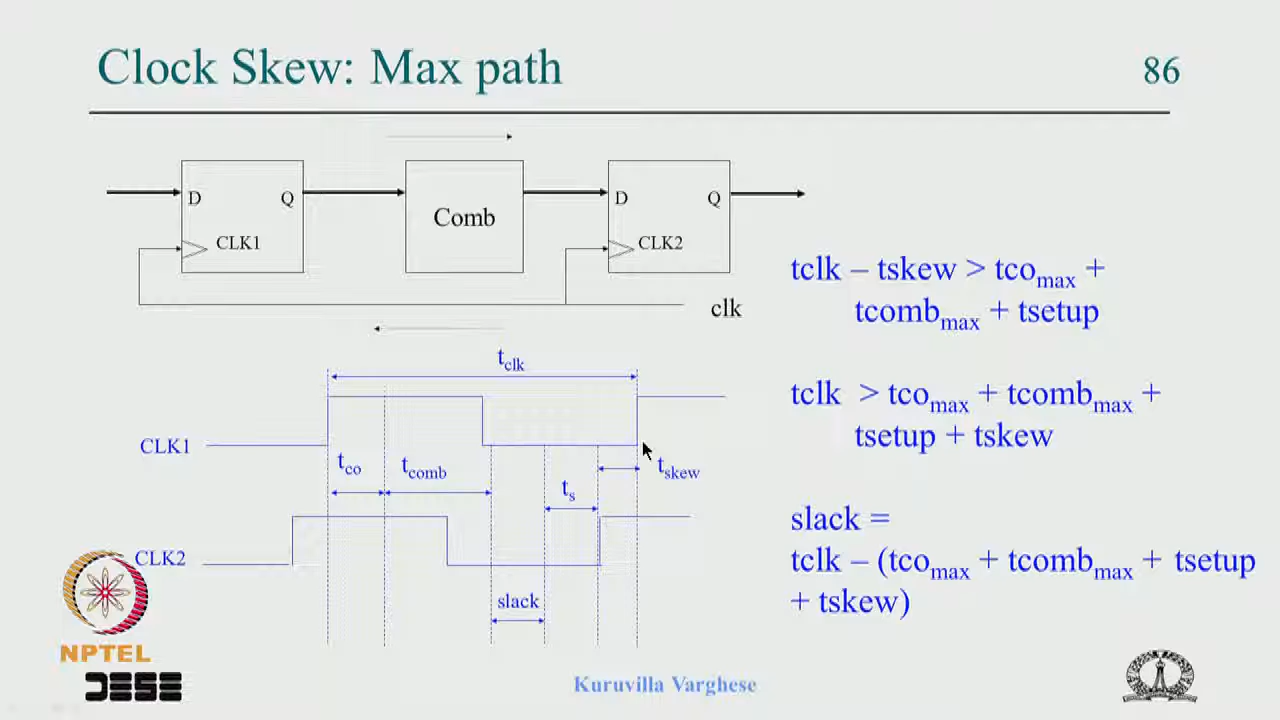 Clock Skew: Max path
86
D Q
CLK1
Comb
D Q
CLK2
clk
tclk – tskew > tcomax +
tcombmax + tsetup
tclk > tcomax + tcombmax +
tsetup + tskew
slack =
tclk – (tcomax + tcombmax + tsetup
+ tskew)
tclk
CLK1
tco
tcomb
ts
tskew
CLK2
slack
NPTEL
DESE
Kuruvilla Varghese